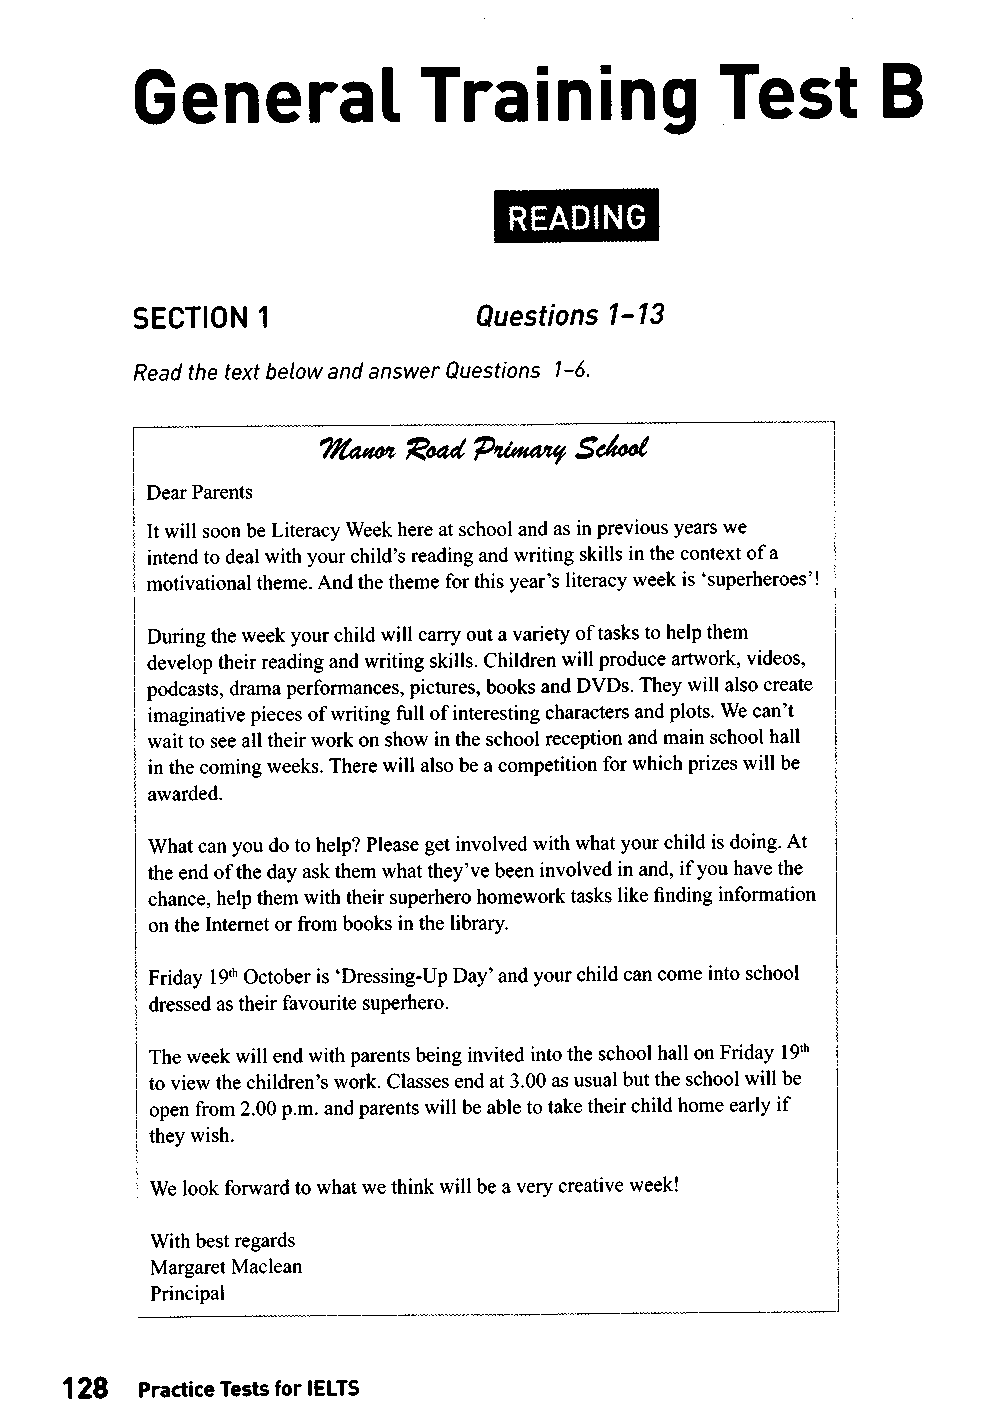 General Training Test B
READING
SECTION 1 Questions 1-13
Read the text below and answer Questions 1-6.
Manor Road Primary School
Dear Parents
It will soon be Literacy Week here at school and as in previous years we
intend to deal with your child's reading and writing skills in the context of a
motivational theme. And the theme for this year's literacy week is 'superheroes'!
During the week your child will carry out a variety of tasks to help them
develop their reading and writing skills. Children will produce artwork, videos,
podcasts, drama performances, pictures, books and DVDs. They will also create
imaginative pieces of writing full of interesting characters and plots. We can't
wait to see all their work on show in the school reception and main school hall
in the coming weeks. There will also be a competition for which prizes will be
awarded.
What can you do to help? Please get involved with what your child is doing. At
the end of the day ask them what they've been involved in and, if you have the
chance, help them with their superhero homework tasks like finding information
on the Internet or from books in the library.
Friday 19th October is 'Dressing-Up Day' and your child can come into school
dressed as their favourite superhero.
The week will end with parents being invited into the school hall on Friday 19th
to view the children's work. Classes end at 3.00 as usual but the school will be
open from 2.00 p.m. and parents will be able to take their child home early if
they wish.
We look forward to what we think will be a very creative week!
With best regards
Margaret Maclean
Principal
128 Practice Tests for IELTS